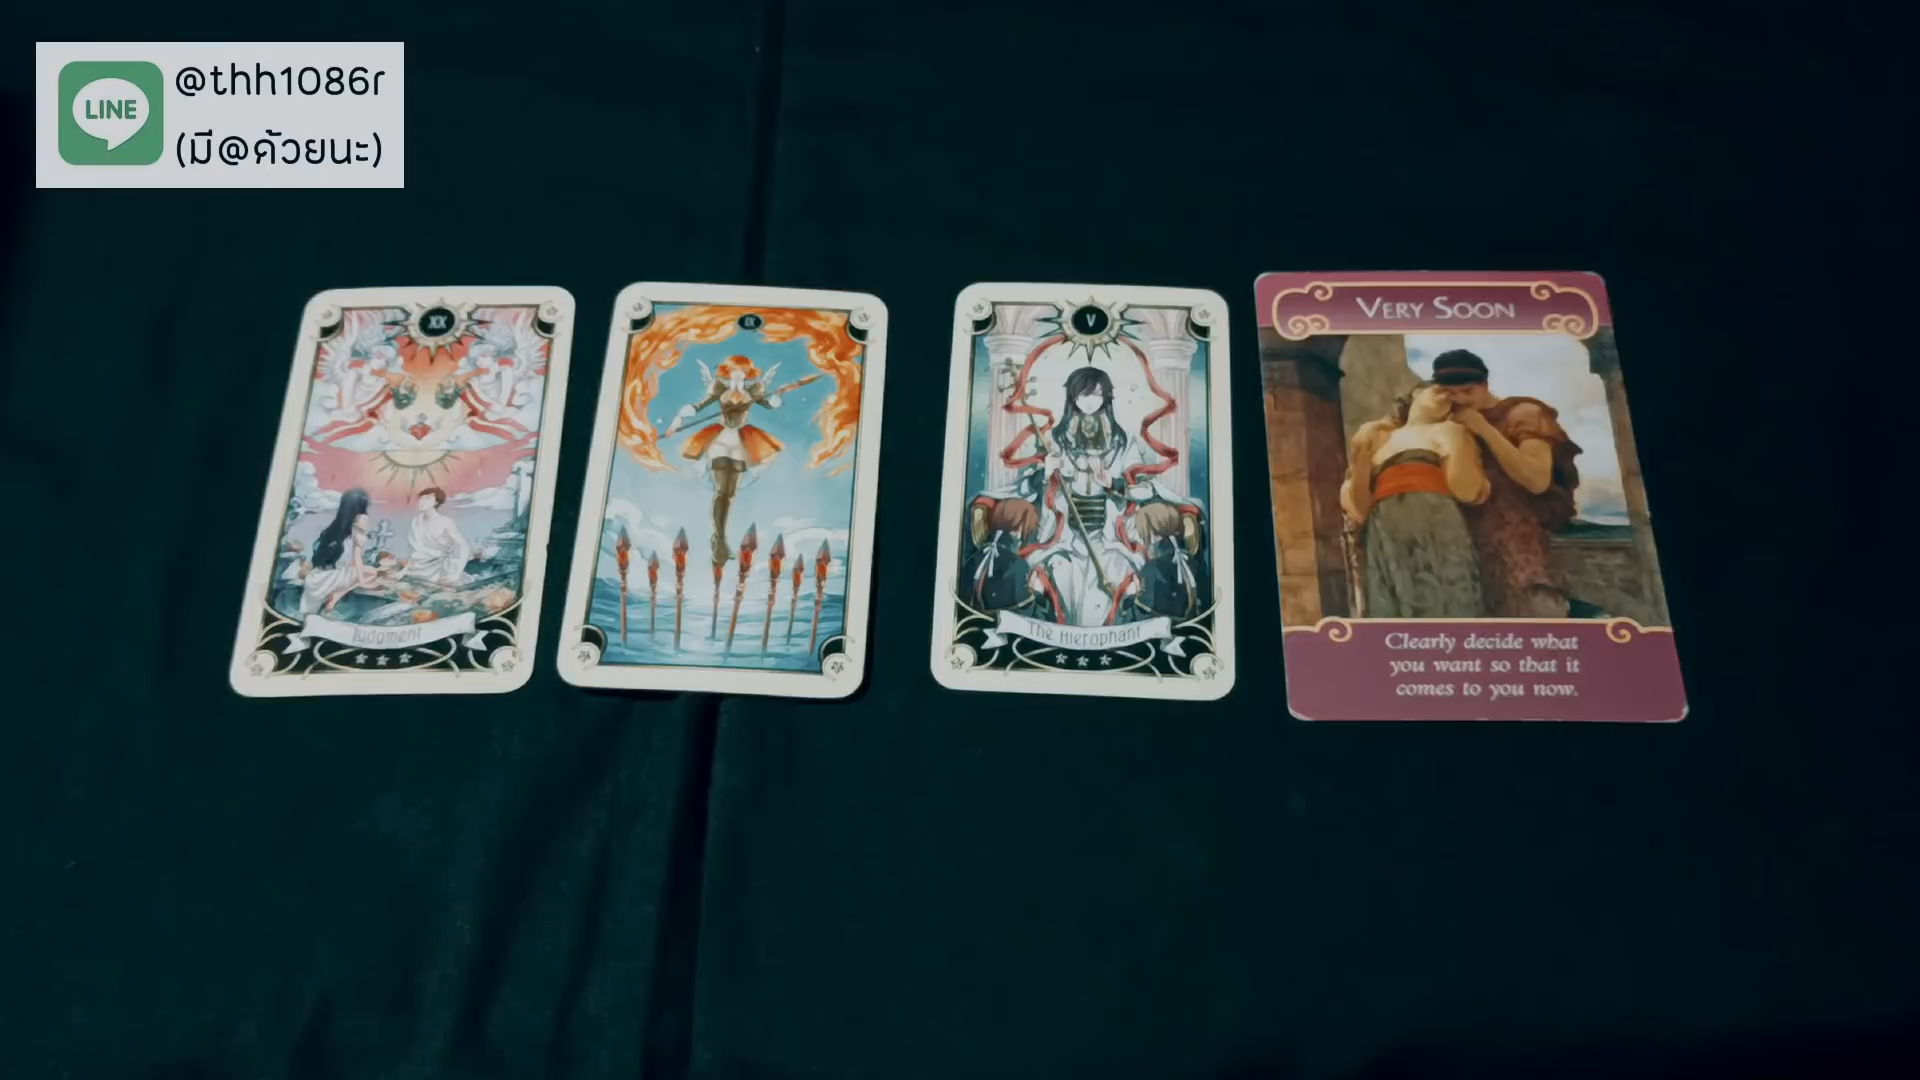 LINE
@thh1086r
(มี@ด้วยนะ)
XX
Judgment
IX
V
The Hierophant
VERY SOON
Clearly decide what
you want so that it
comes to you now.